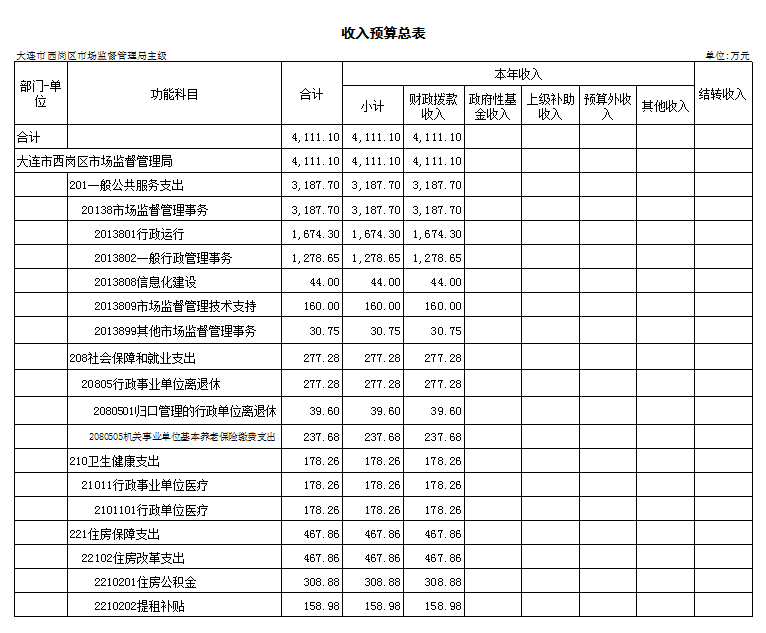 收入预算总表
大连市西岗区市场监督管理局主级 单位:万元
部门-单位 功能科目 合计 本年收入 结转收入
小计 财政拨款收入 政府性基金收入 上级补助收入 预算外收入 其他收入
合计 4,111.10 4,111.10 4,111.10
大连市西岗区市场监督管理局 4,111.10 4,111.10 4,111.10
201一般公共服务支出 3,187.70 3,187.70 3,187.70
20138市场监督管理事务 3,187.70 3,187.70 3,187.70
2013801行政运行 1,674.30 1,674.30 1,674.30
2013802一般行政管理事务 1,278.65 1,278.65 1,278.65
2013808信息化建设 44.00 44.00 44.00
2013809市场监督管理技术支持 160.00 160.00 160.00
2013899其他市场监督管理事务 30.75 30.75 30.75
208社会保障和就业支出 277.28 277.28 277.28
20805行政事业单位离退休 277.28 277.28 277.28
2080501归口管理的行政单位离退休 39.60 39.60 39.60
2080505机关事业单位基本养老保险缴费支出 237.68 237.68 237.68
210卫生健康支出 178.26 178.26 178.26
21011行政事业单位医疗 178.26 178.26 178.26
2101101行政单位医疗 178.26 178.26 178.26
221住房保障支出 467.86 467.86 467.86
22102住房改革支出 467.86 467.86 467.86
2210201住房公积金 308.88 308.88 308.88
2210202提租补贴 158.98 158.98 158.98